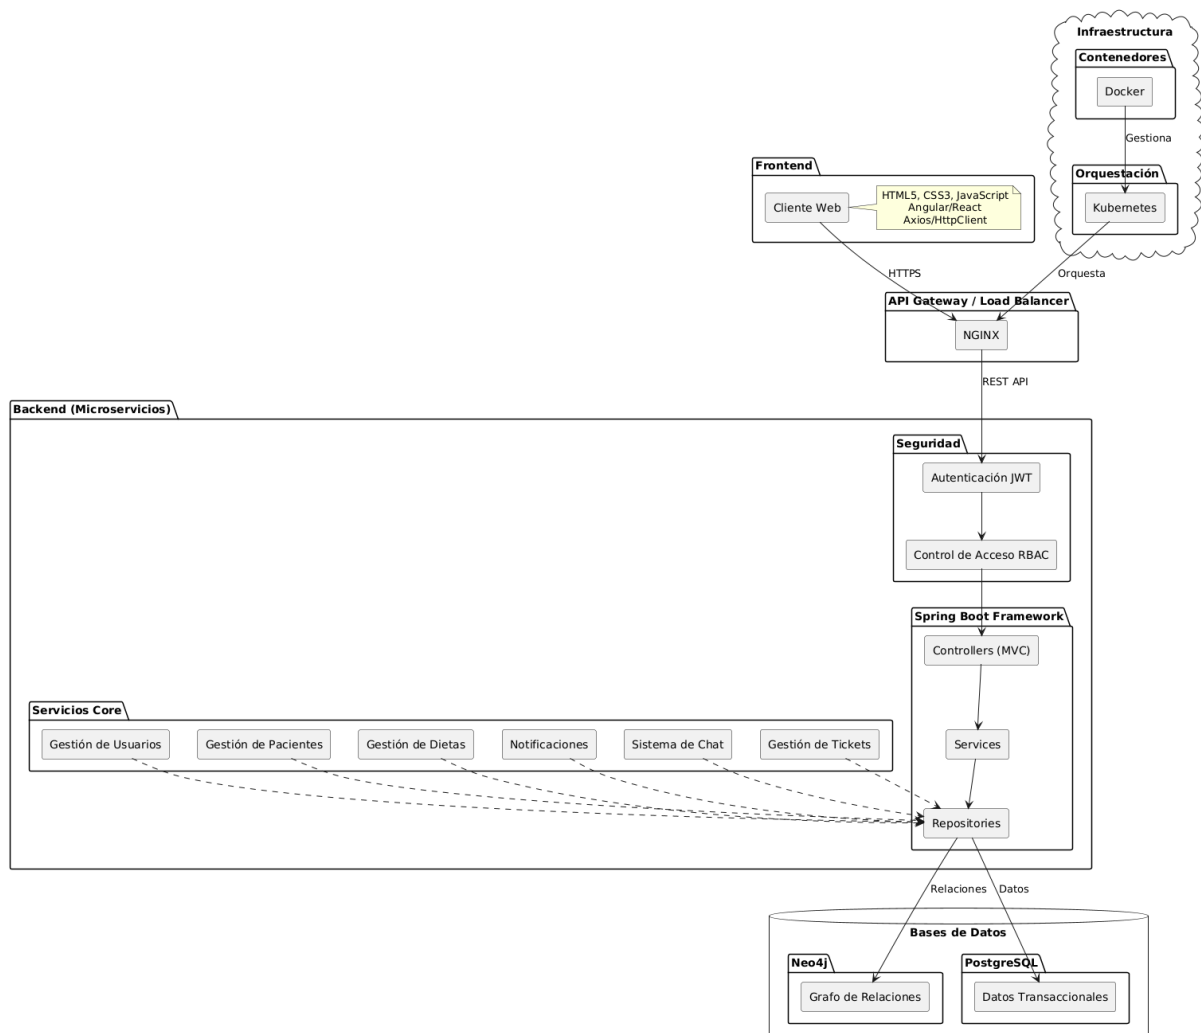 Infraestructura
Contenedores
Docker
Gestiona
Orquestación
Kubernetes
Frontend
Cliente Web
HTML5, CSS3, JavaScript
Angular/React
Axios/HttpClient
HTTPS
Orquesta
API Gateway / Load Balancer
NGINX
REST API
Backend (Microservicios)
Seguridad
Autenticación JWT
Control de Acceso RBAC
Spring Boot Framework
Controllers (MVC)
Servicios Core
Gestión de Usuarios
Gestión de Pacientes
Gestión de Dietas
Notificaciones
Sistema de Chat
Gestión de Tickets
Services
Repositories
Relaciones
Datos
Bases de Datos
Neo4j
Grafo de Relaciones
PostgreSQL
Datos Transaccionales